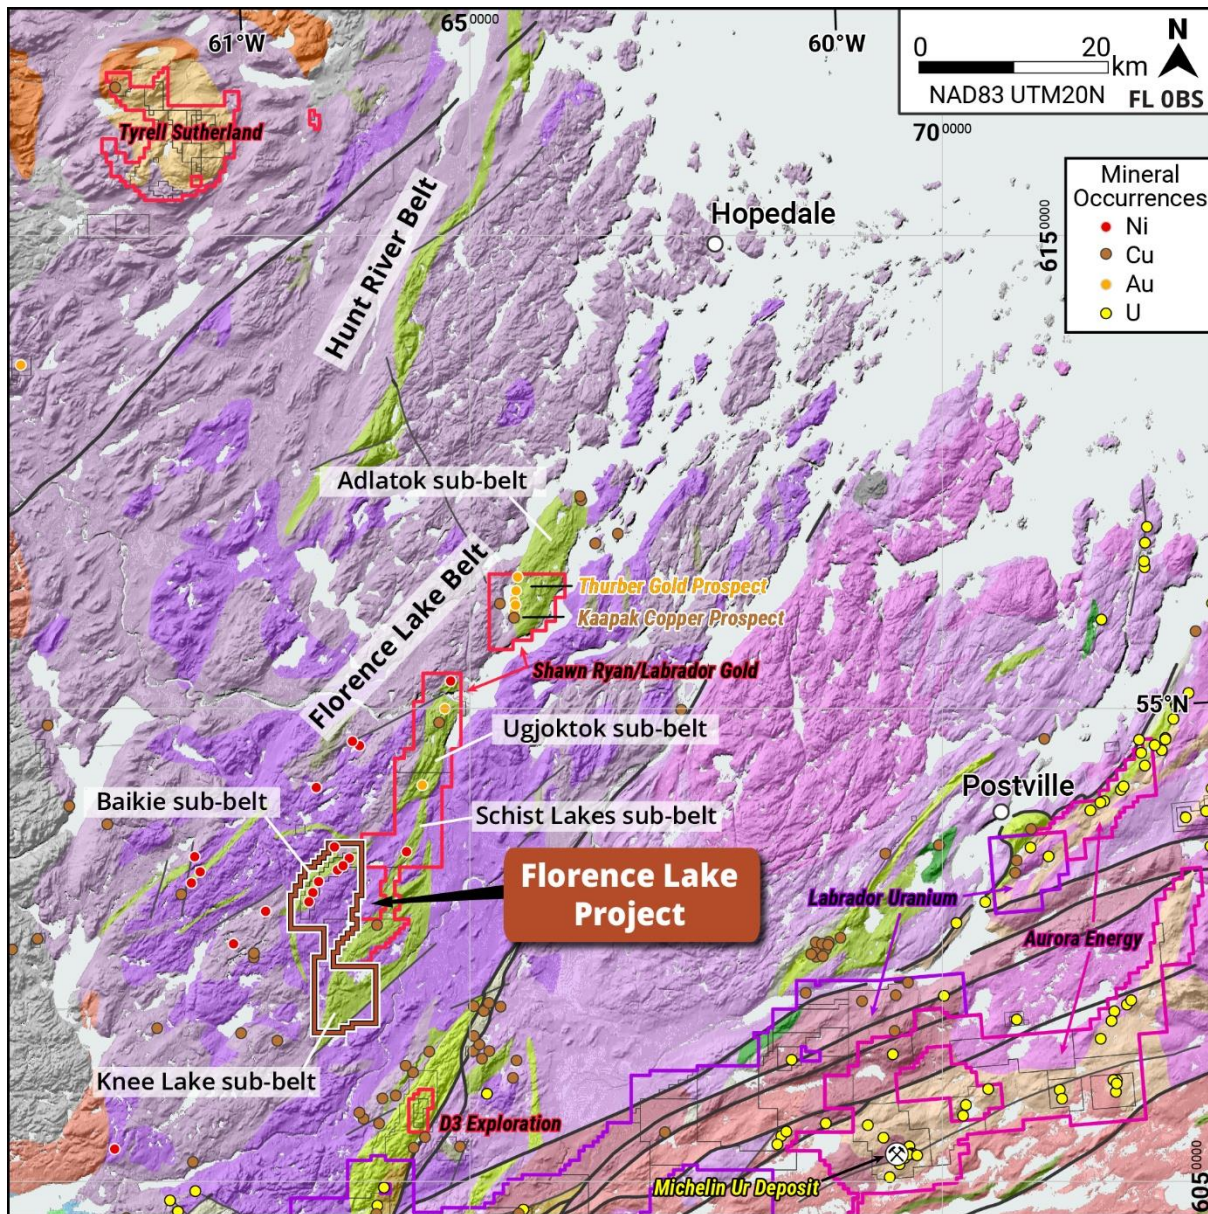 61°W
65 0000
60°W
0 20 km
NAD83 UTM20N
N
FL OBS
70 0000
Tyrell Sutherland
Mineral Occurrences
Ni
Cu
Au
U
Hopedale
615 0000
Hunt River Belt
Adlatok sub-belt
Florence Lake Belt
Thurber Gold Prospect
Kaapak Copper Prospect
Shawn Ryan/Labrador Gold
55°N
Ugjoktok sub-belt
Postville
Baikie sub-belt
Schist Lakes sub-belt
Florence Lake
Project
Labrador Uranium
Aurora Energy
Knee Lake sub-belt
D3 Exploration
Michelin Ur Deposit
605 0000